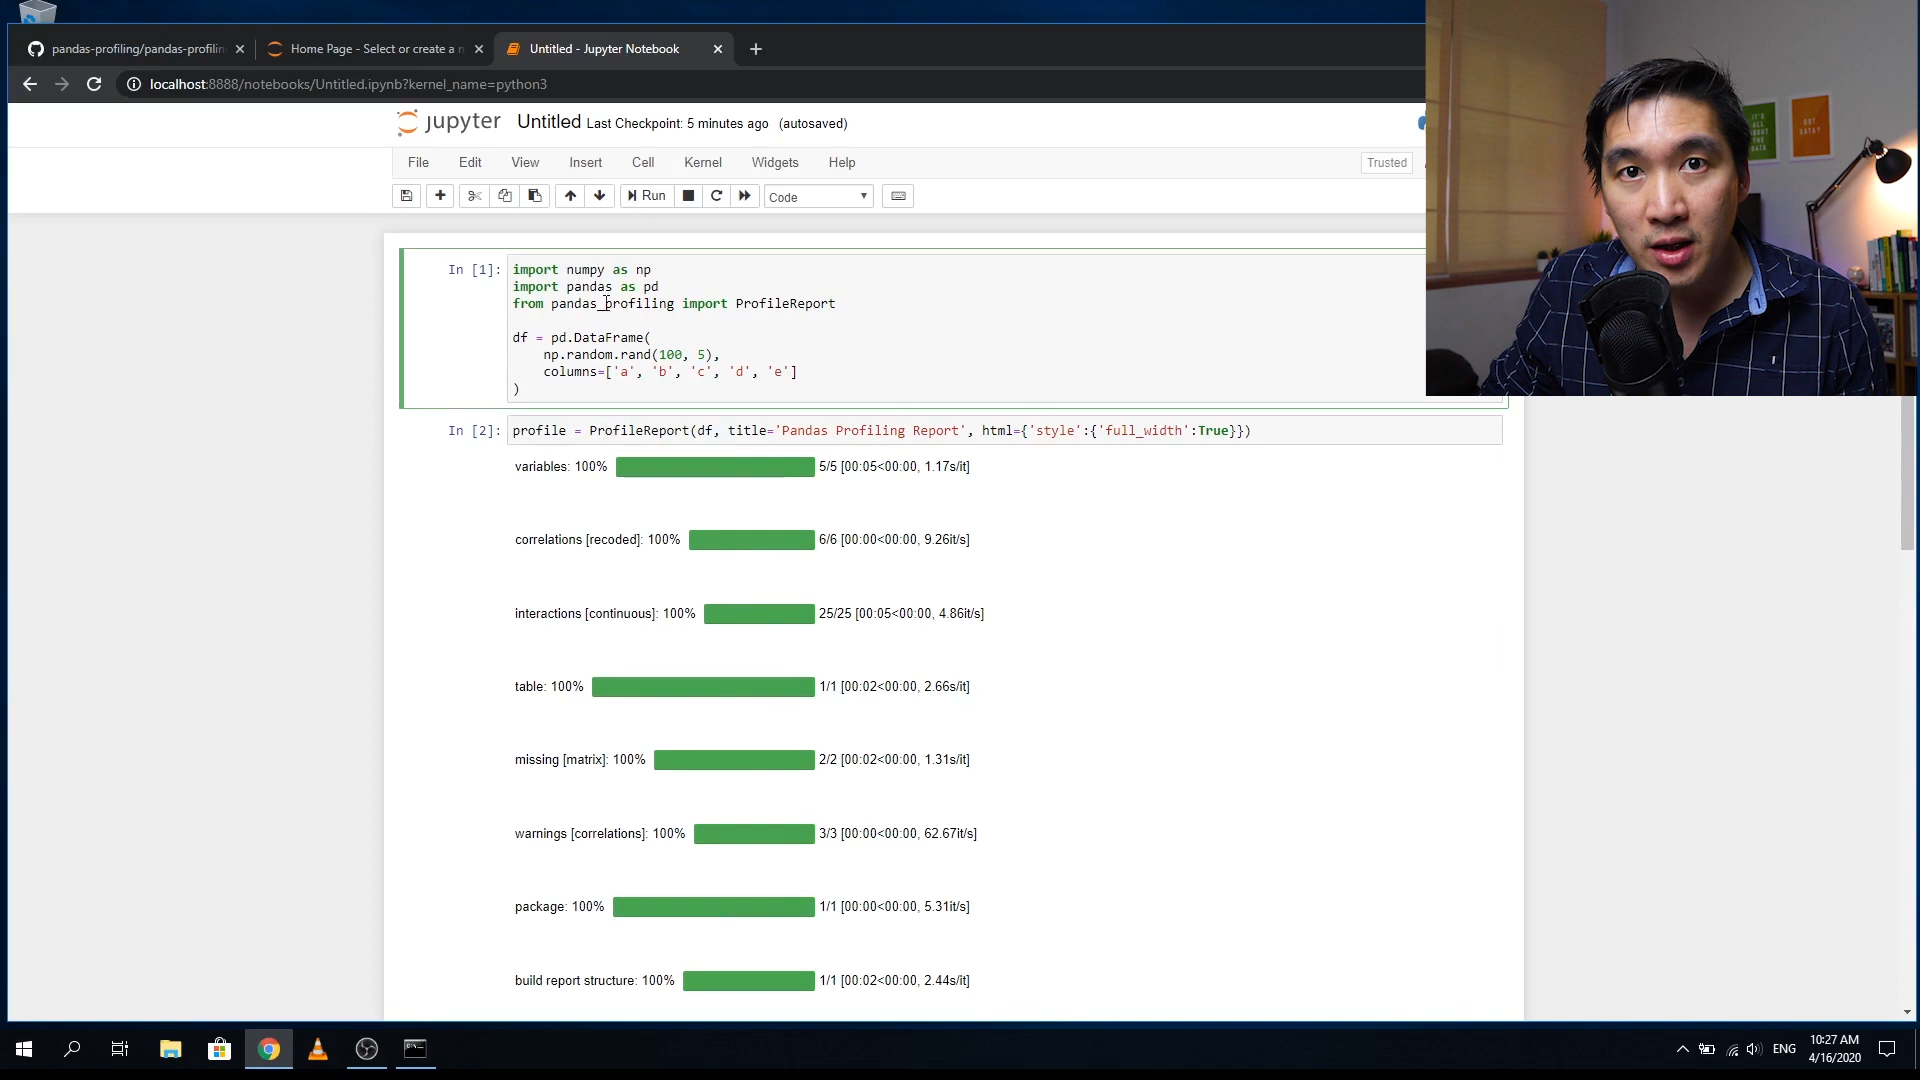 pandas-profiling/pandas-profilin
Home Page - Select or create a n
Untitled - Jupyter Notebook
localhost:8888/notebooks/Untitled.ipynb?kernel_name=python3
jupyter Untitled Last Checkpoint: 5 minutes ago (autosaved)
File Edit View Insert Cell Kernel Widgets Help
Trusted
Run
Code
IT'S ALL ABOUT THE DATA
GOT DATA?
In [1]:
import numpy as np
import pandas as pd
from pandas_profiling import ProfileReport
df = pd.DataFrame(
np.random.rand(100, 5),
columns=['a', 'b', 'c', 'd', 'e']
)
In [2]: profile = ProfileReport(df, title='Pandas Profiling Report', html={'style':{'full_width':True}})
variables: 100% 5/5 [00:05<00:00, 1.17s/it]
correlations [recoded]: 100% 6/6 [00:00<00:00, 9.26it/s]
interactions [continuous]: 100% 25/25 [00:05<00:00, 4.86it/s]
table: 100% 1/1 [00:02<00:00, 2.66s/it]
missing [matrix]: 100% 2/2 [00:02<00:00, 1.31s/it]
warnings [correlations]: 100% 3/3 [00:00<00:00, 62.67it/s]
package: 100% 1/1 [00:00<00:00, 5.31it/s]
build report structure: 100% 1/1 [00:02<00:00, 2.44s/it]
ENG
10:27 AM
4/16/2020